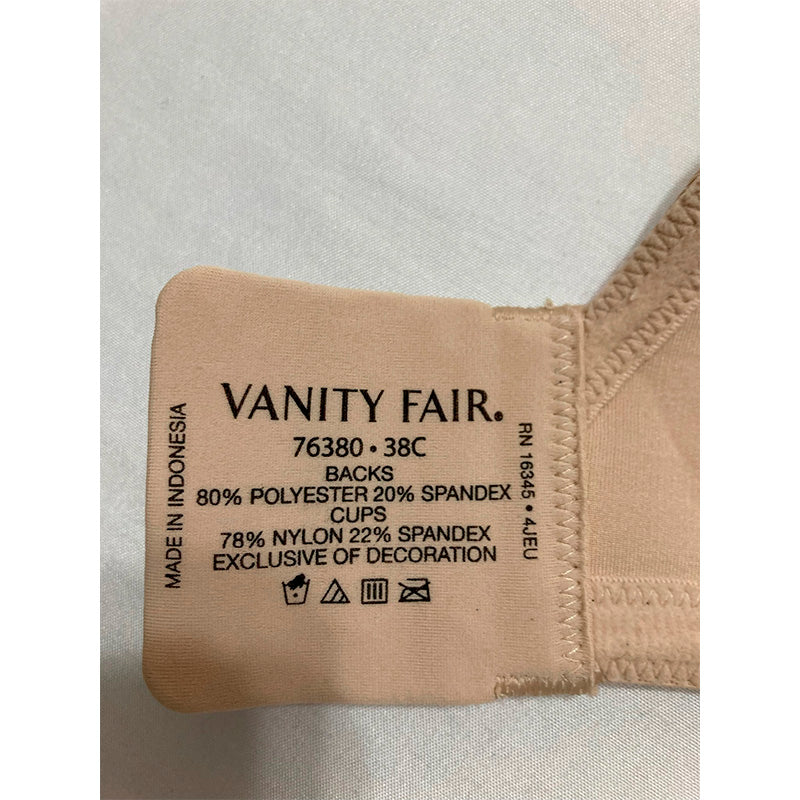 VANITY FAIR®
76380 • 38C
BACKS
80% POLYESTER 20% SPANDEX
CUPS
78% NYLON 22% SPANDEX
EXCLUSIVE OF DECORATION
MADE IN INDONESIA
RN 16345 • 4JEU